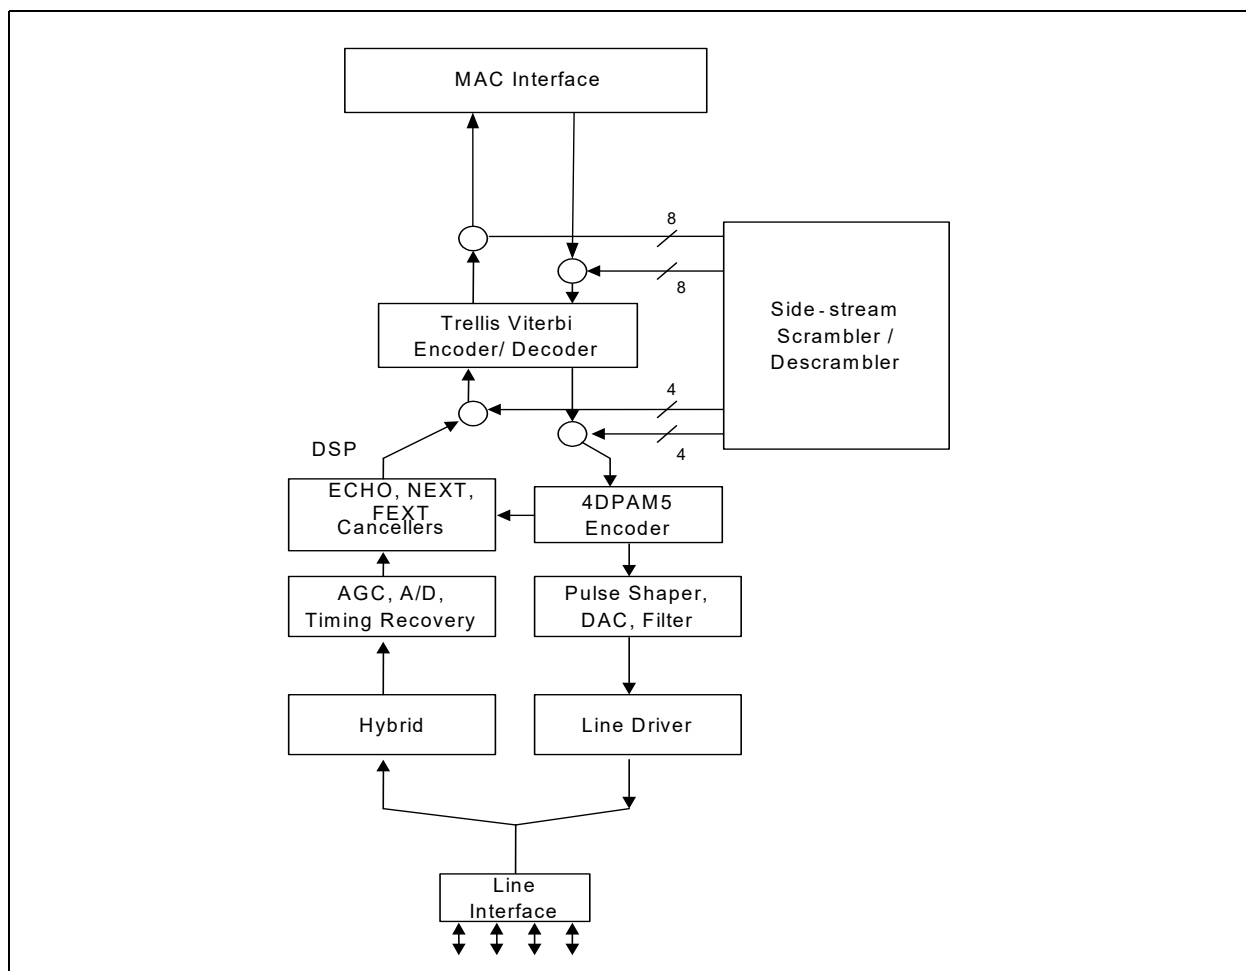 MAC Interface
8
8
Side-stream
Scrambler /
Descrambler
Trellis Viterbi
Encoder/ Decoder
4
4
DSP
ECHO, NEXT,
FEXT
Cancellers
4DPAM5
Encoder
AGC, A/D,
Timing Recovery
Pulse Shaper,
DAC, Filter
Hybrid
Line Driver
Line
Interface